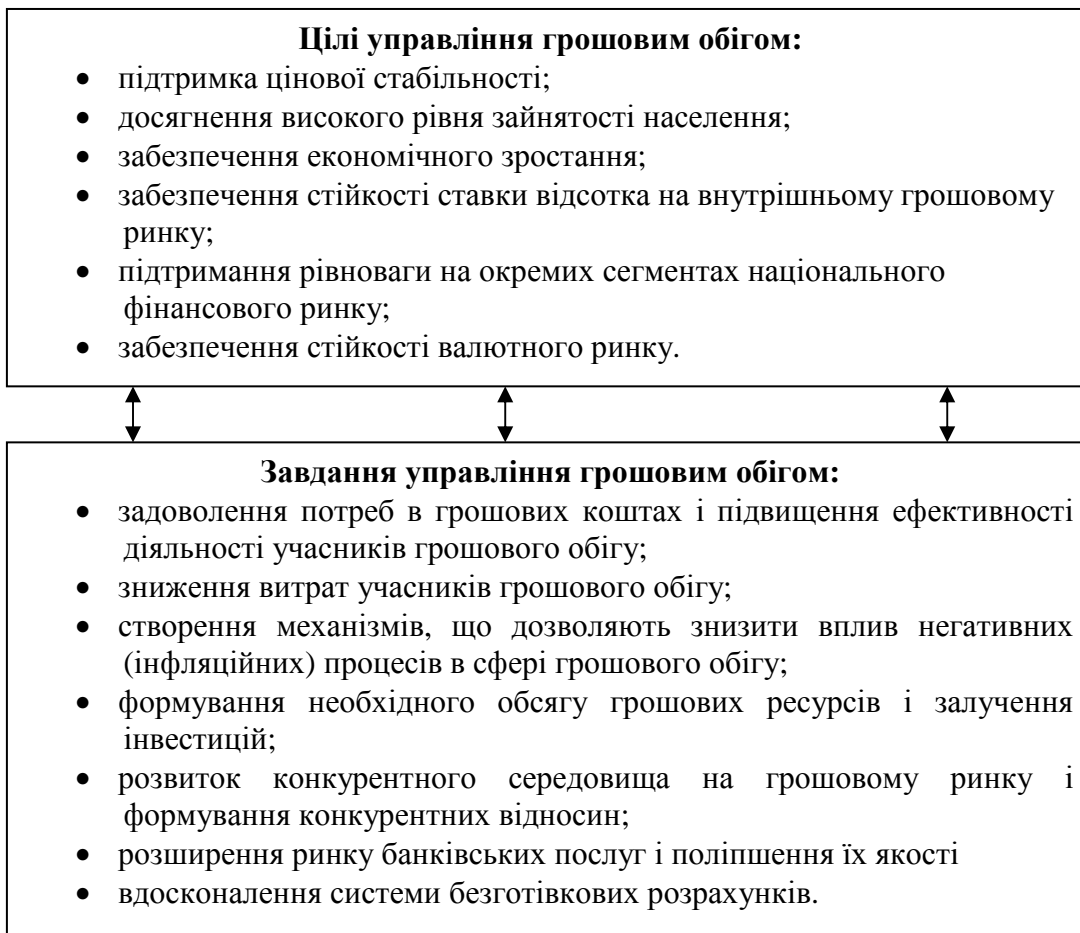 Цілі управління грошовим обігом:
• підтримка цінової стабільності;
• досягнення високого рівня зайнятості населення;
• забезпечення економічного зростання;
• забезпечення стійкості ставки відсотка на внутрішньому грошовому
ринку;
• підтримання рівноваги на окремих сегментах національного
фінансового ринку;
• забезпечення стійкості валютного ринку.
Завдання управління грошовим обігом:
• задоволення потреб в грошових коштах і підвищення ефективності
діяльності учасників грошового обігу;
• зниження витрат учасників грошового обігу;
• створення механізмів, що дозволяють знизити вплив негативних
(інфляційних) процесів в сфері грошового обігу;
• формування необхідного обсягу грошових ресурсів і залучення
інвестицій;
• розвиток конкурентного середовища на грошовому ринку і
формування конкурентних відносин;
• розширення ринку банківських послуг і поліпшення їх якості
• вдосконалення системи безготівкових розрахунків.